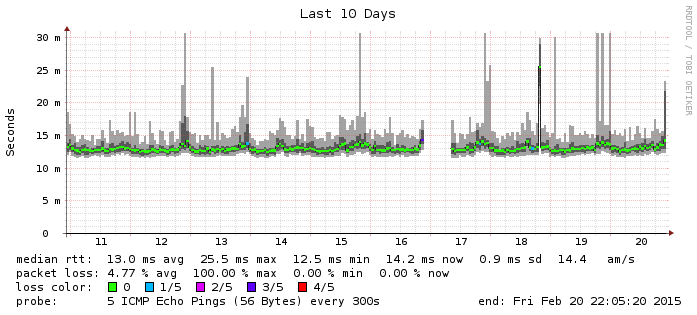 Last 10 Days
RRDTOOL / TOBI OETIKER
Seconds
30 m
25 m
20 m
15 m
10 m
5 m
0
11 12 13 14 15 16 17 18 19 20
median rtt: 13.0 ms avg 25.5 ms max 12.5 ms min 14.2 ms now 0.9 ms sd 14.4 am/s
packet loss: 4.77 % avg 100.00 % max 0.00 % min 0.00 % now
loss color: 0 1/5 2/5 3/5 4/5
probe: 5 ICMP Echo Pings (56 Bytes) every 300s end: Fri Feb 20 22:05:20 2015